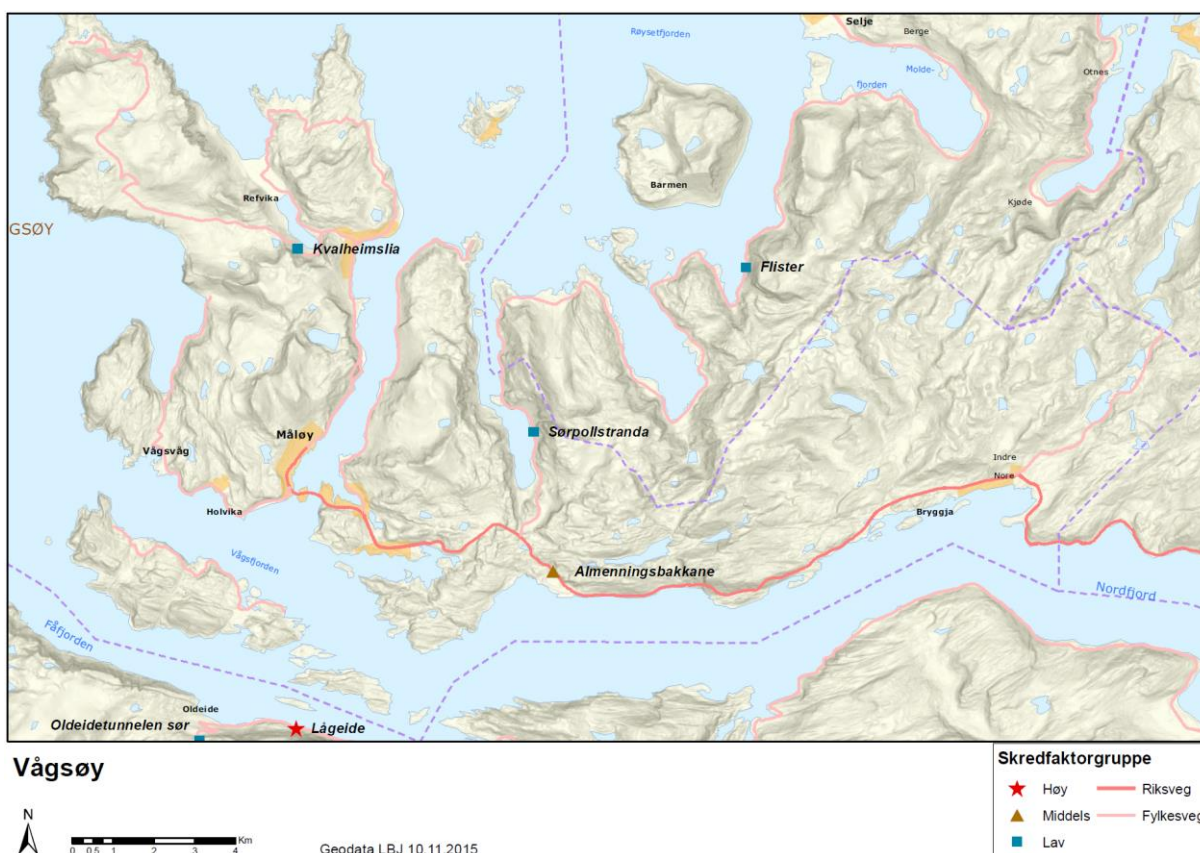 Selje
Røysetfjorden
Berge
Molde-
fjorden
Otnes
Barmen
Refvika
Kjøde
GSØY
Kvalheimslia
Flister
Måløy
Sørpollstranda
Vågsvåg
Indre
Nore
Holvika
Bryggja
Vågsfjorden
Almenningsbakkane
Nordfjord
Fåfjorden
Oldeide
Oldeidetunnelen sør
Lågeide
Vågsøy
N
Km
0 0.5 1 2 3 4
Geodata LBJ 10.11.2015
Skredfaktorgruppe
Høy Riksveg
Middels Fylkesveg
Lav